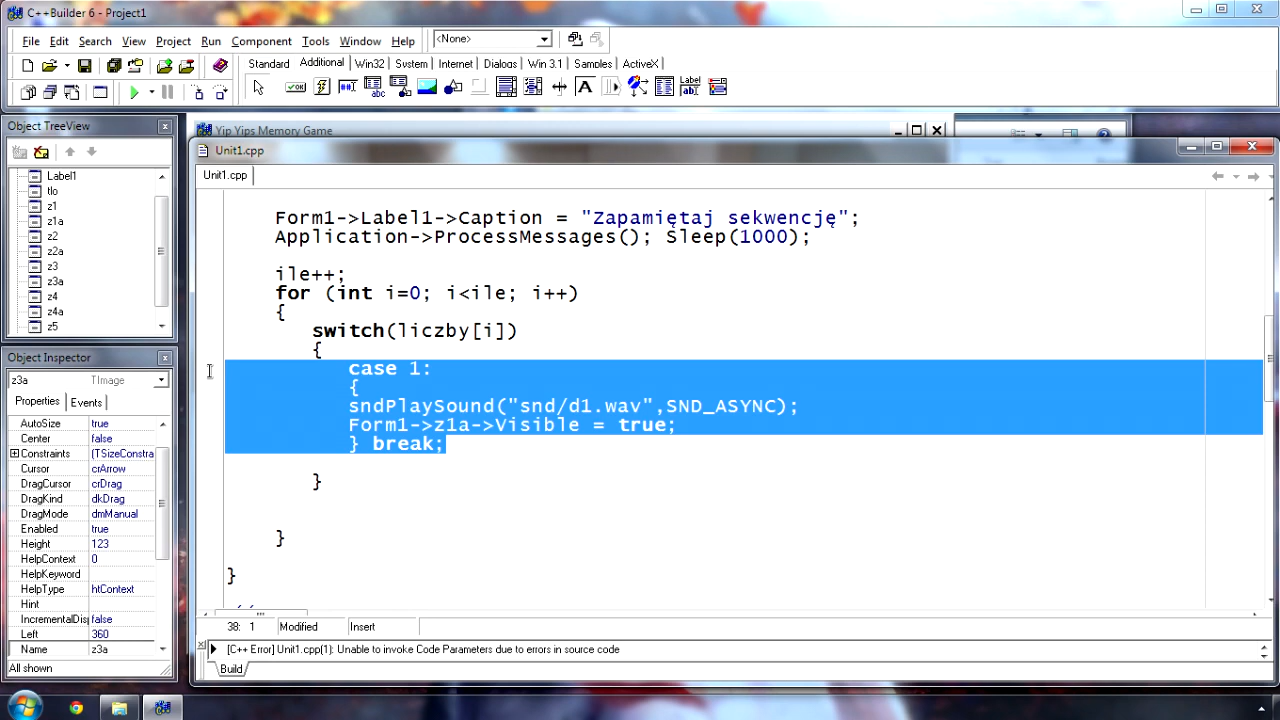 C++Builder 6 - Project1
File Edit Search View Project Run Component Tools Window Help <None>
Standard Additional Win32 System Internet Dialogs Win 3.1 Samples ActiveX
Object TreeView
Label1
tlo
z1
z1a
z2
z2a
z3
z3a
z4
z4a
z5
Object Inspector
z3a TImage
Properties Events
AutoSize true
Center false
Constraints (TSizeConstra
Cursor crArrow
DragCursor crDrag
DragKind dkDrag
DragMode dmManual
Enabled true
Height 123
HelpContext 0
HelpKeyword
HelpType htContext
Hint
IncrementalDis false
Left 360
Name z3a
All shown
Yip Yips Memory Game
Unit1.cpp
Unit1.cpp
Form1->Label1->Caption = "Zapamiętaj sekwencję";
Application->ProcessMessages(); Sleep(1000);
ile++;
for (int i=0; i<ile; i++)
{
switch(liczby[i])
{
case 1:
{
sndPlaySound("snd/d1.wav",SND_ASYNC);
Form1->z1a->Visible = true;
} break;
}
}
}
38: 1 Modified Insert
[C++ Error] Unit1.cpp(1): Unable to invoke Code Parameters due to errors in source code
Build